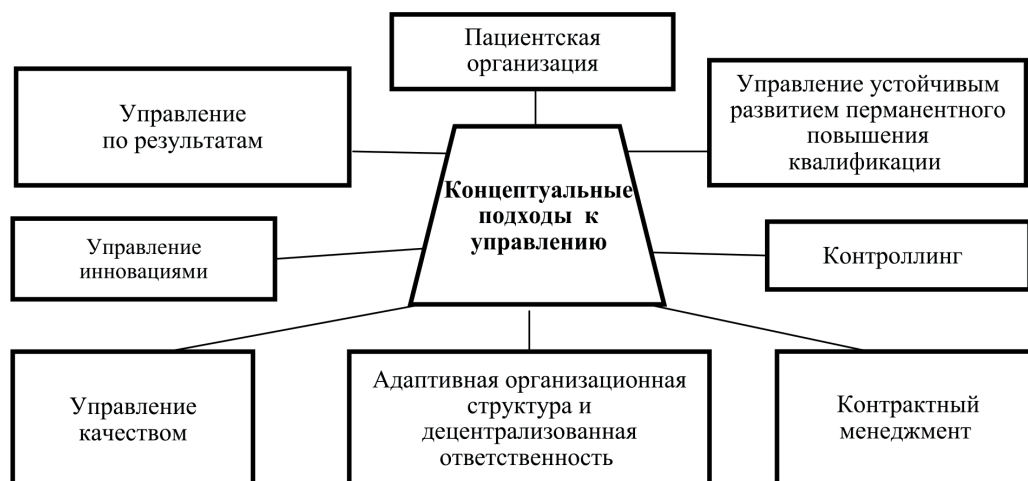 Пациентская
организация
Управление
по результатам
Управление устойчивым
развитием перманентного
повышения
квалификации
Концептуальные
подходы к
управлению
Управление
инновациями
Контроллинг
Управление
качеством
Адаптивная организационная
структура и
децентрализованная
ответственность
Контрактный
менеджмент